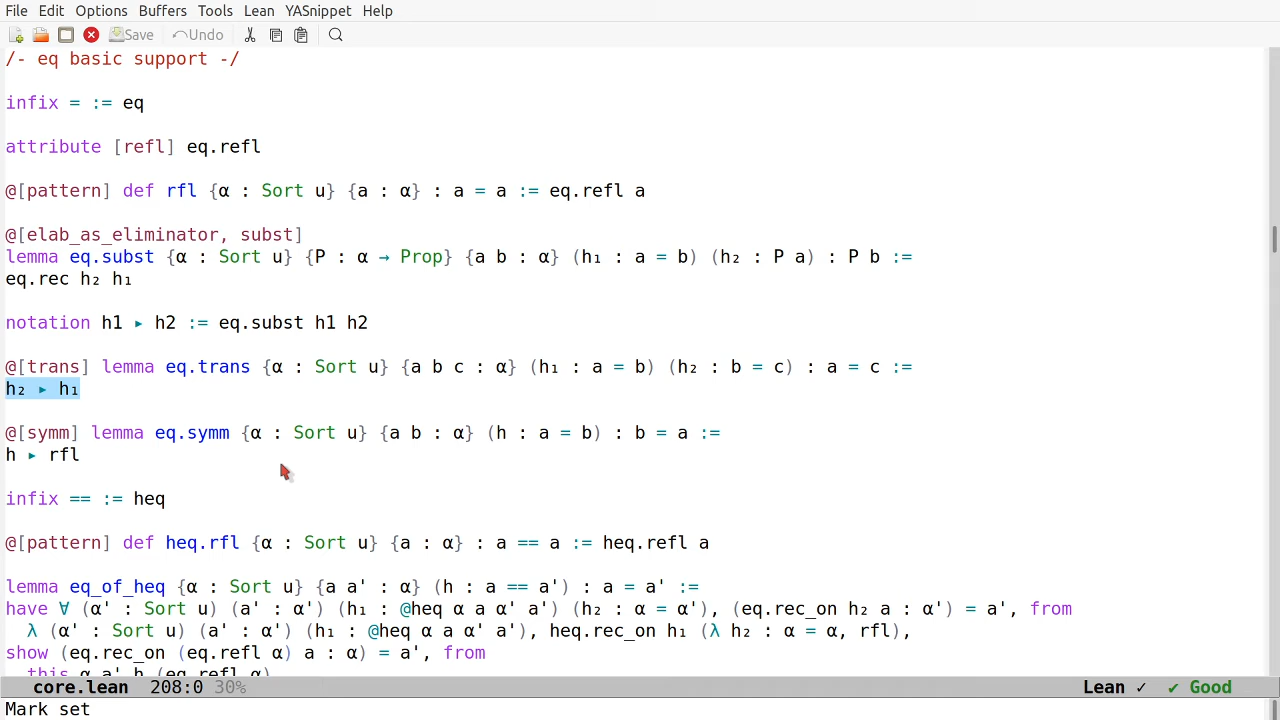 File Edit Options Buffers Tools Lean YASnippet Help
Save Undo
/- eq basic support -/
infix = := eq
attribute [refl] eq.refl
@[pattern] def rfl {α : Sort u} {a : α} : a = a := eq.refl a
@[elab_as_eliminator, subst]
lemma eq.subst {α : Sort u} {P : α → Prop} {a b : α} (h₁ : a = b) (h₂ : P a) : P b :=
eq.rec h₂ h₁
notation h1 ▸ h2 := eq.subst h1 h2
@[trans] lemma eq.trans {α : Sort u} {a b c : α} (h₁ : a = b) (h₂ : b = c) : a = c :=
h₂ ▸ h₁
@[symm] lemma eq.symm {α : Sort u} {a b : α} (h : a = b) : b = a :=
h ▸ rfl
infix == := heq
@[pattern] def heq.rfl {α : Sort u} {a : α} : a == a := heq.refl a
lemma eq_of_heq {α : Sort u} {a a' : α} (h : a == a') : a = a' :=
have ∀ (α' : Sort u) (a' : α') (h₁ : @heq α a α' a') (h₂ : α = α'), (eq.rec_on h₂ a : α') = a', from
λ (α' : Sort u) (a' : α') (h₁ : @heq α a α' a'), heq.rec_on h₁ (λ h₂ : α = α, rfl),
show (eq.rec_on (eq.refl α) a : α) = a', from
this α a' h (eq.refl α)
core.lean 208:0 30% Lean ✓ ✔ Good
Mark set